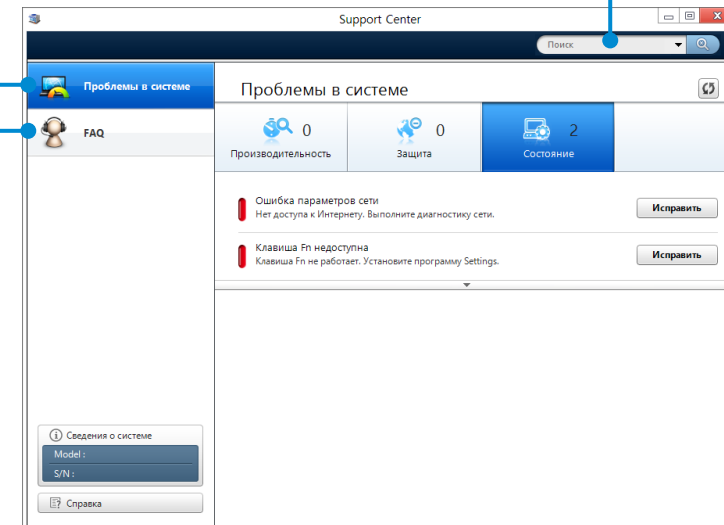 Support Center
Поиск
Проблемы в системе
FAQ
Проблемы в системе
0
Производительность
0
Защита
2
Состояние
Ошибка параметров сети
Нет доступа к Интернету. Выполните диагностику сети.
Исправить
Клавиша Fn недоступна
Клавиша Fn не работает. Установите программу Settings.
Исправить
Сведения о системе
Model :
S/N :
Справка